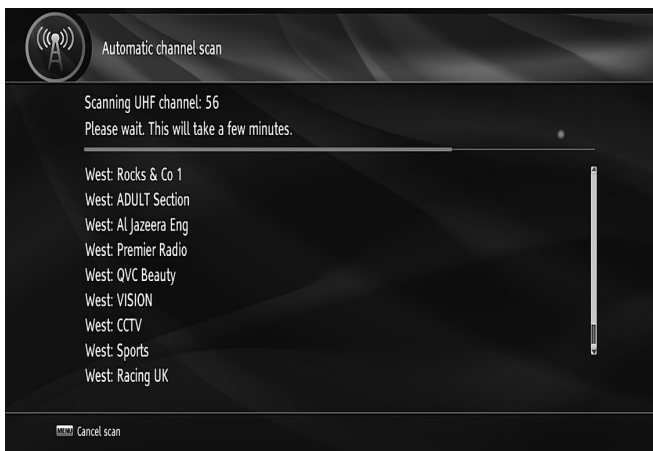 Automatic channel scan
Scanning UHF channel: 56
Please wait. This will take a few minutes.
West: Rocks & Co 1
West: ADULT Section
West: Al Jazeera Eng
West: Premier Radio
West: QVC Beauty
West: VISION
West: CCTV
West: Sports
West: Racing UK
MENU Cancel scan